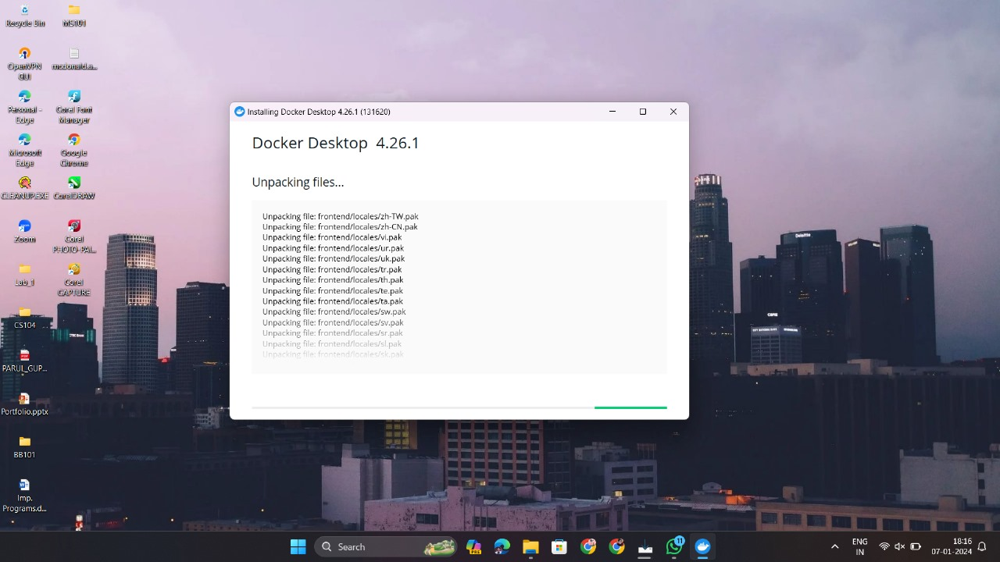 Recycle Bin
MS101
OpenVPN
GUI
mcdonald.a...
Personal -
Edge
Corel Font
Manager
Microsoft
Edge
Google
Chrome
CLEANUP.EXE
CorelDRAW
Zoom
Corel
PHOTO-PAI...
Lab_1
Corel
CAPTURE
CS104
PARUL_GUP...
Portfolio.pptx
BB101
Imp.
Programs.d...
Installing Docker Desktop 4.26.1 (131620)
Docker Desktop 4.26.1
Unpacking files...
Unpacking file: frontend/locales/zh-TW.pak
Unpacking file: frontend/locales/zh-CN.pak
Unpacking file: frontend/locales/vi.pak
Unpacking file: frontend/locales/ur.pak
Unpacking file: frontend/locales/uk.pak
Unpacking file: frontend/locales/tr.pak
Unpacking file: frontend/locales/th.pak
Unpacking file: frontend/locales/te.pak
Unpacking file: frontend/locales/ta.pak
Unpacking file: frontend/locales/sw.pak
Unpacking file: frontend/locales/sv.pak
Unpacking file: frontend/locales/sr.pak
Unpacking file: frontend/locales/sl.pak
Unpacking file: frontend/locales/sk.pak
Deloitte
Search
PRE
11
ENG
IN
18:16
07-01-2024